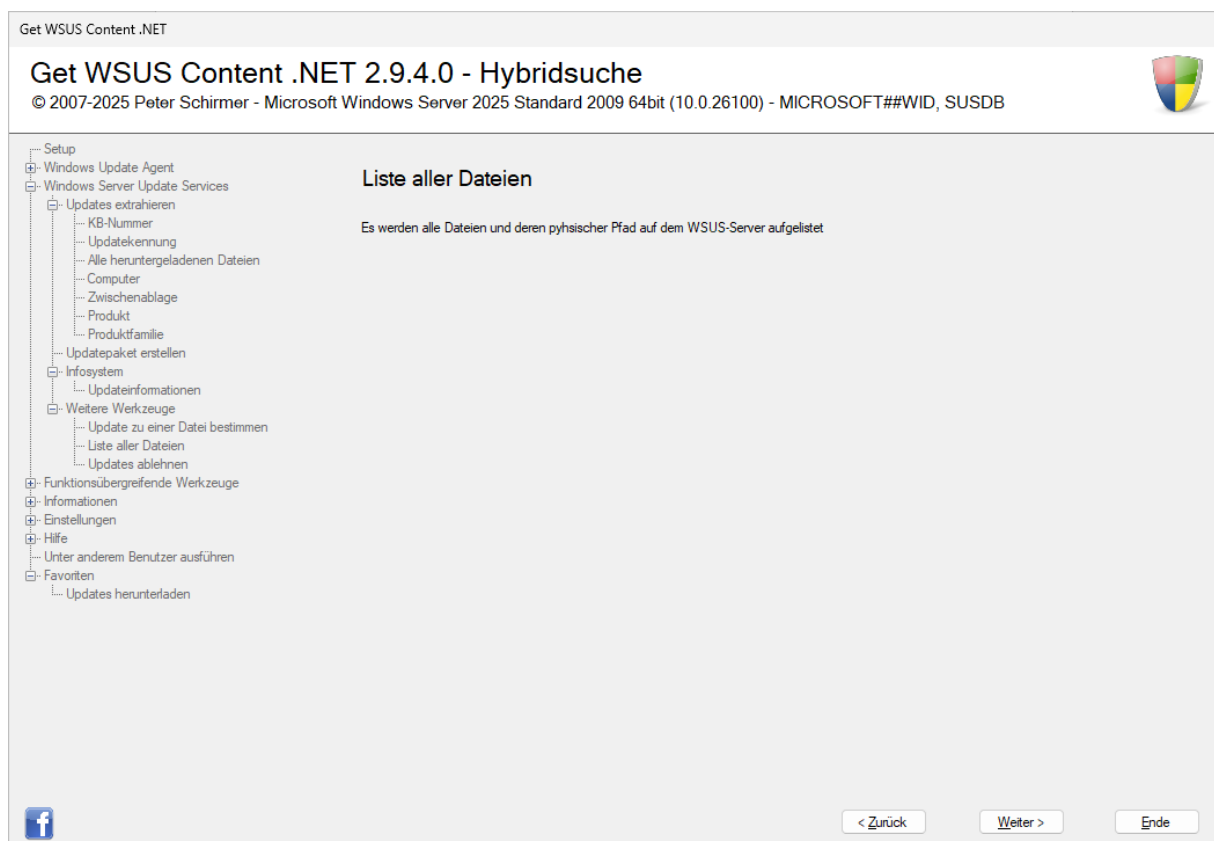 Get WSUS Content .NET
Get WSUS Content .NET 2.9.4.0 - Hybridsuche
© 2007-2025 Peter Schirmer - Microsoft Windows Server 2025 Standard 2009 64bit (10.0.26100) - MICROSOFT##WID, SUSDB
Setup
Windows Update Agent
Windows Server Update Services
Updates extrahieren
KB-Nummer
Updatekennung
Alle heruntergeladenen Dateien
Computer
Zwischenablage
Produkt
Produktfamilie
Updatepaket erstellen
Infosystem
Updateinformationen
Weitere Werkzeuge
Update zu einer Datei bestimmen
Liste aller Dateien
Updates ablehnen
Funktionsübergreifende Werkzeuge
Informationen
Einstellungen
Hilfe
Unter anderem Benutzer ausführen
Favoriten
Updates herunterladen
Liste aller Dateien
Es werden alle Dateien und deren pyhsischer Pfad auf dem WSUS-Server aufgelistet
f
< Zurück
Weiter >
Ende